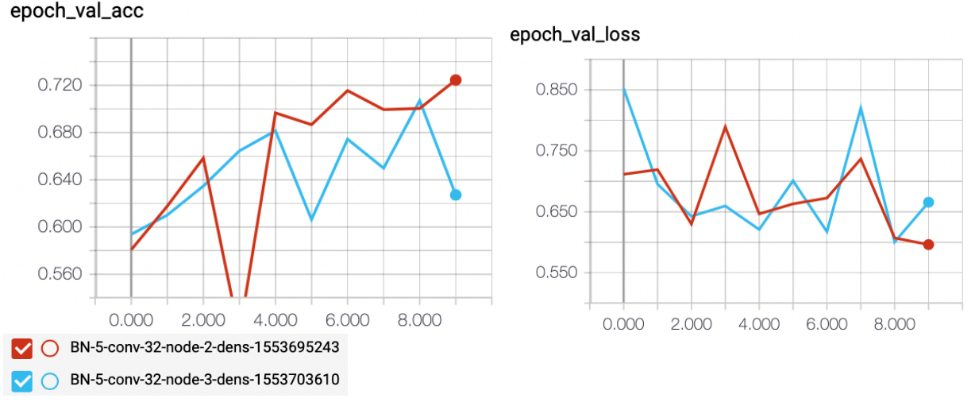 epoch_val_acc
0.720
0.680
0.640
0.600
0.560
0.000 2.000 4.000 6.000 8.000
BN-5-conv-32-node-2-dens-1553695243
BN-5-conv-32-node-3-dens-1553703610
epoch_val_loss
0.850
0.750
0.650
0.550
0.000 2.000 4.000 6.000 8.000